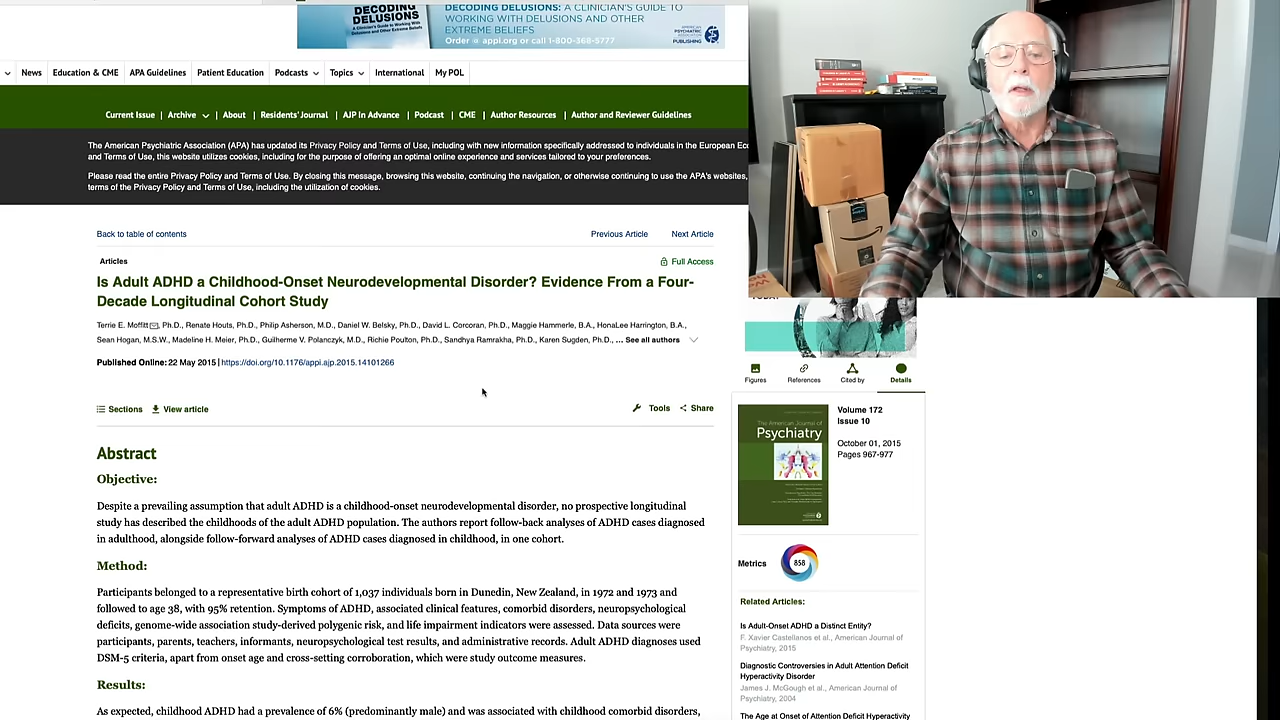 DECODING
DELUSIONS
DECODING DELUSIONS: A CLINICIAN'S GUIDE TO
WORKING WITH DELUSIONS AND OTHER
EXTREME BELIEFS
Order @ appi.org or call 1-800-368-5777
AMERICAN
PSYCHIATRIC
ASSOCIATION
PUBLISHING
News
Education & CME
APA Guidelines
Patient Education
Podcasts
Topics
International
My POL
Current Issue | Archive | About | Residents' Journal | AJP In Advance | Podcast | CME | Author Resources | Author and Reviewer Guidelines
The American Psychiatric Association (APA) has updated its Privacy Policy and Terms of Use, including with new information specifically addressed to individuals in the European Ec
and Terms of Use, this website utilizes cookies, including for the purpose of offering an optimal online experience and services tailored to your preferences.
Please read the entire Privacy Policy and Terms of Use. By closing this message, browsing this website, continuing the navigation, or otherwise continuing to use the APA's websites,
terms of the Privacy Policy and Terms of Use, including the utilization of cookies.
Back to table of contents
Previous Article
Next Article
Articles
Full Access
Is Adult ADHD a Childhood-Onset Neurodevelopmental Disorder? Evidence From a Four-
Decade Longitudinal Cohort Study
Terrie E. Moffitt, Ph.D., Renate Houts, Ph.D., Philip Asherson, M.D., Daniel W. Belsky, Ph.D., David L. Corcoran, Ph.D., Maggie Hammerle, B.A., HonaLee Harrington, B.A.,
Sean Hogan, M.S.W., Madeline H. Meier, Ph.D., Guilherme V. Polanczyk, M.D., Richie Poulton, Ph.D., Sandhya Ramrakha, Ph.D., Karen Sugden, Ph.D., ... See all authors
Published Online: 22 May 2015 | https://doi.org/10.1176/appi.ajp.2015.14101266
Sections
View article
Tools
Share
Abstract
Objective:
Despite a prevailing assumption that adult ADHD is a childhood-onset neurodevelopmental disorder, no prospective longitudinal
study has described the childhoods of the adult ADHD population. The authors report follow-back analyses of ADHD cases diagnosed
in adulthood, alongside follow-forward analyses of ADHD cases diagnosed in childhood, in one cohort.
Method:
Participants belonged to a representative birth cohort of 1,037 individuals born in Dunedin, New Zealand, in 1972 and 1973 and
followed to age 38, with 95% retention. Symptoms of ADHD, associated clinical features, comorbid disorders, neuropsychological
deficits, genome-wide association study-derived polygenic risk, and life impairment indicators were assessed. Data sources were
participants, parents, teachers, informants, neuropsychological test results, and administrative records. Adult ADHD diagnoses used
DSM-5 criteria, apart from onset age and cross-setting corroboration, which were study outcome measures.
Results:
As expected, childhood ADHD had a prevalence of 6% (predominantly male) and was associated with childhood comorbid disorders,
Figures
References
Cited by
Details
The American Journal of
Psychiatry
Volume 172
Issue 10
October 01, 2015
Pages 967-977
Metrics
858
Related Articles:
Is Adult-Onset ADHD a Distinct Entity?
F. Xavier Castellanos et al., American Journal of
Psychiatry, 2015
Diagnostic Controversies in Adult Attention Deficit
Hyperactivity Disorder
James J. McGough et al., American Journal of
Psychiatry, 2004
The Age at Onset of Attention Deficit Hyperactivity